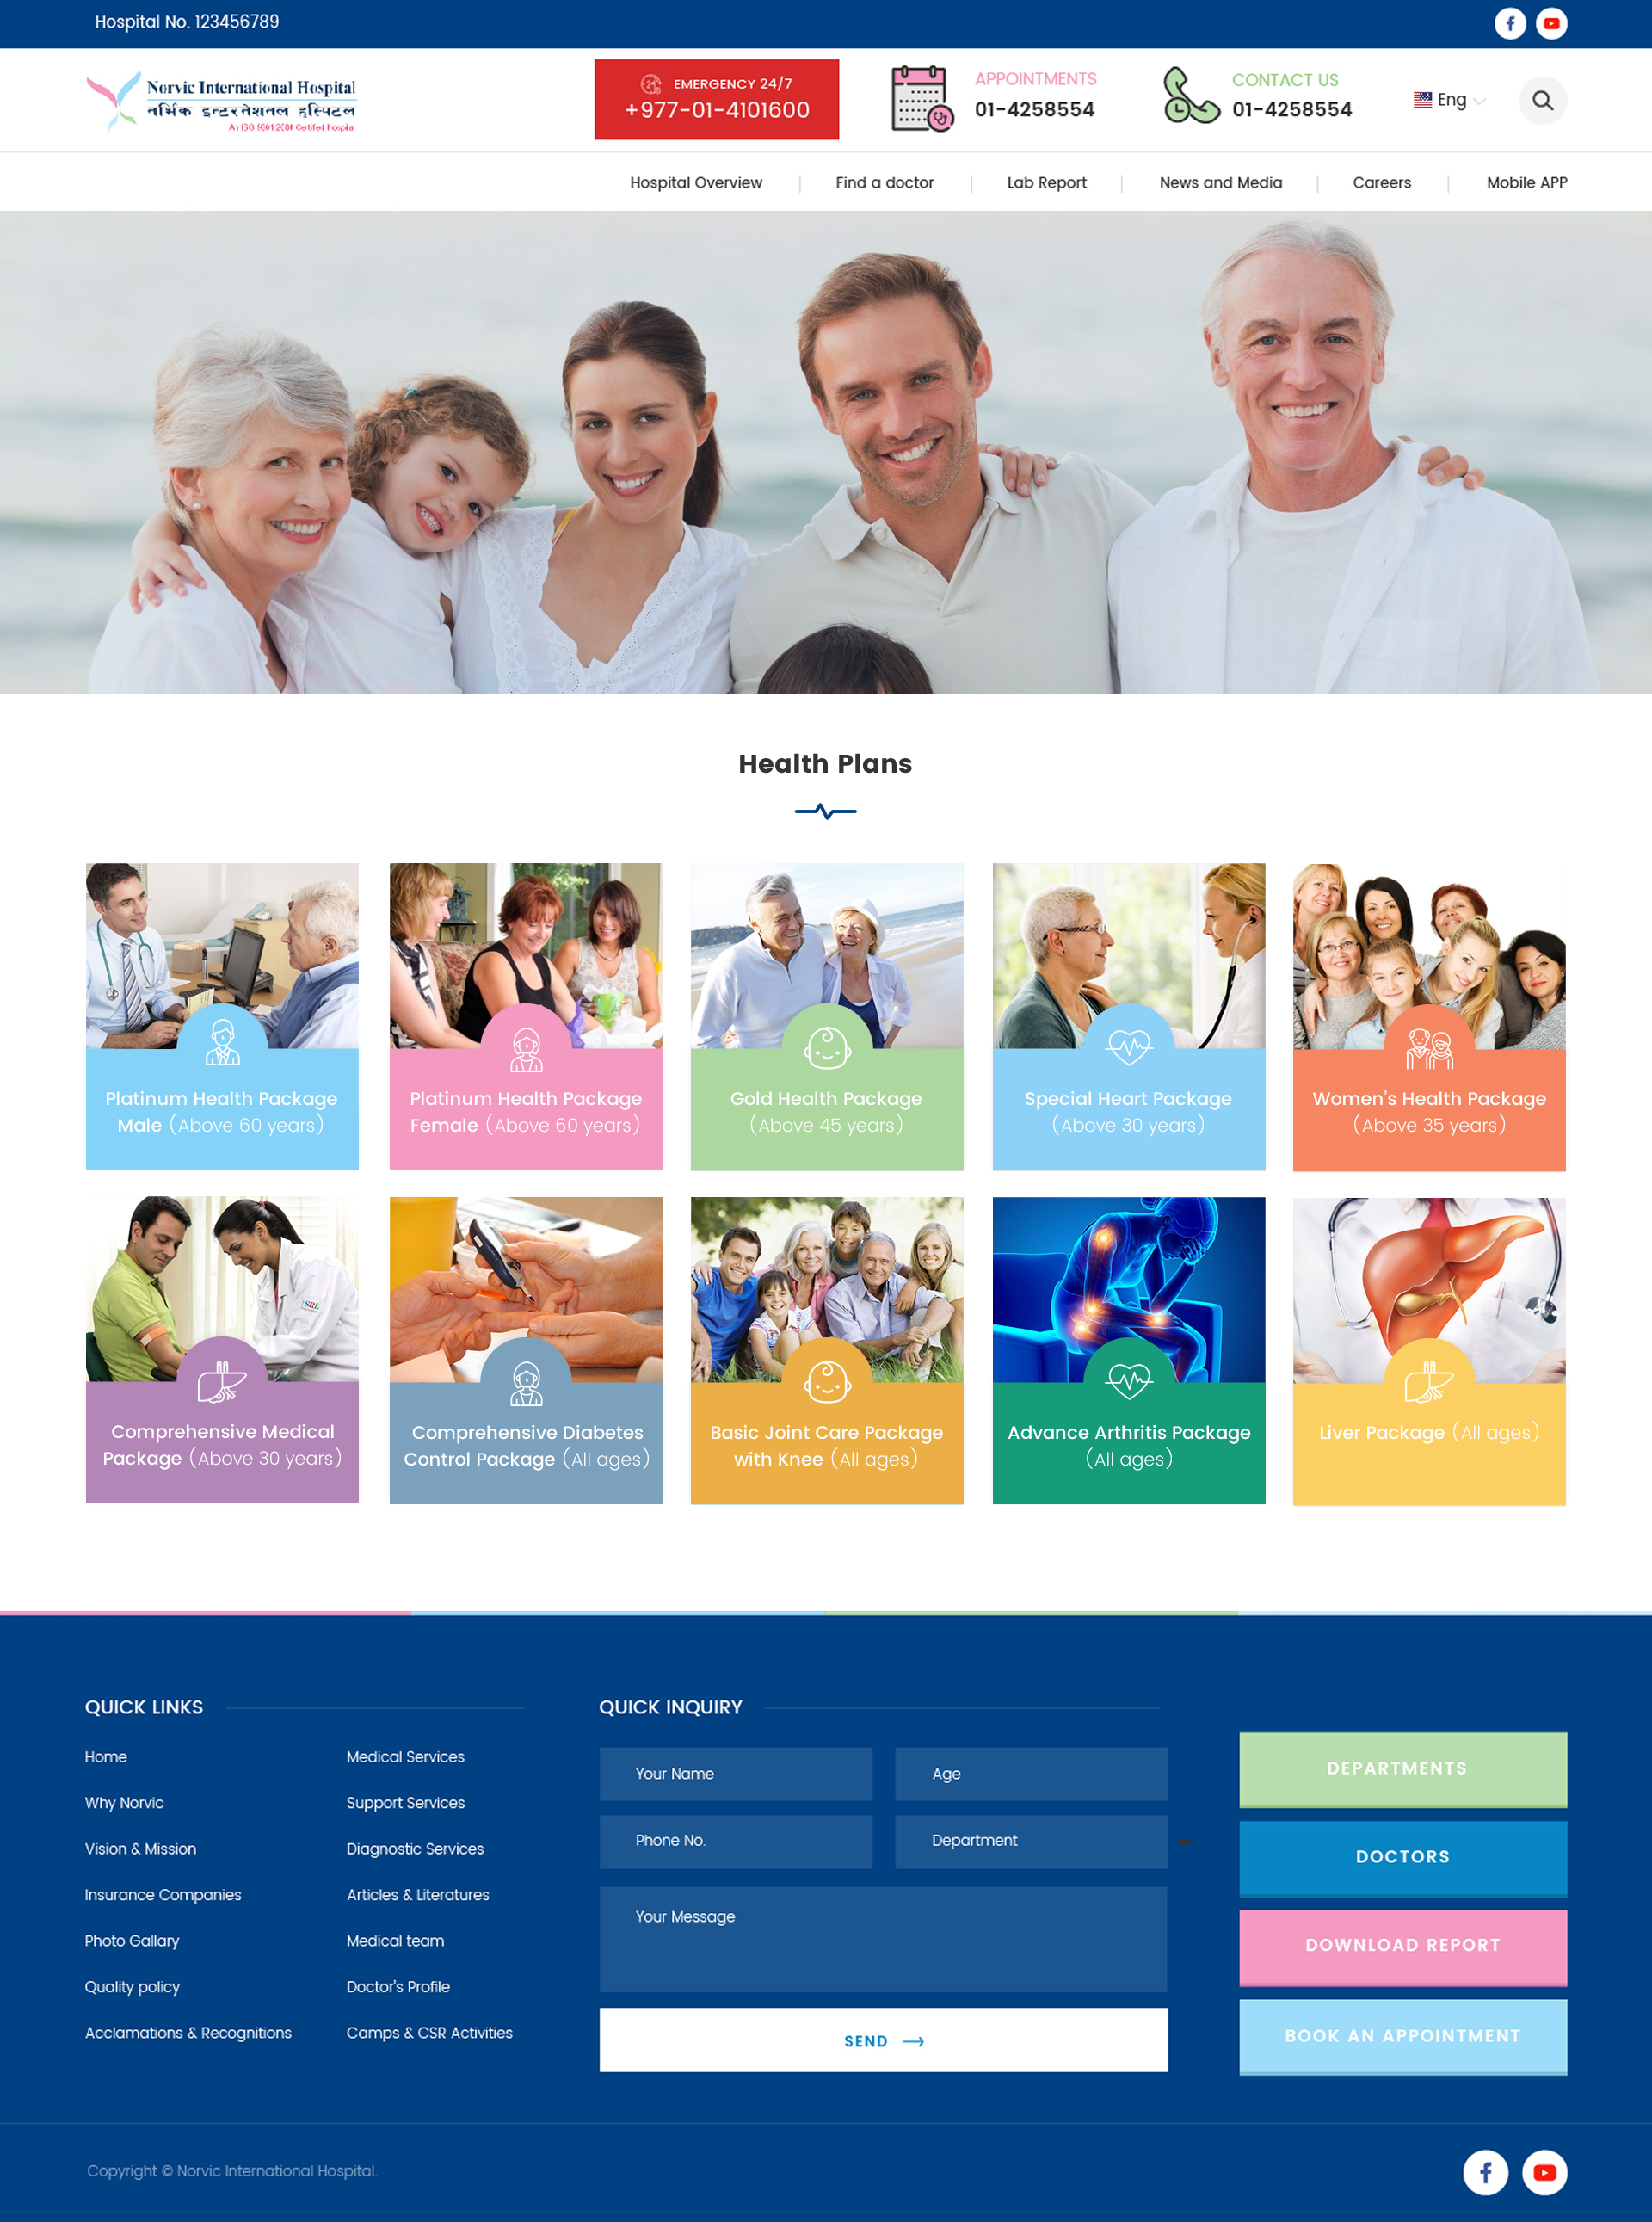 Hospital No. 123456789
Norvic International Hospital
नर्भिक इन्टरनेशनल हस्पिटल
An ISO 9001:2008 Certified Hospital
EMERGENCY 24/7
+977-01-4101600
APPOINTMENTS
01-4258554
CONTACT US
01-4258554
Eng
Hospital Overview
Find a doctor
Lab Report
News and Media
Careers
Mobile APP
Health Plans
Platinum Health Package
Male (Above 60 years)
Platinum Health Package
Female (Above 60 years)
Gold Health Package
(Above 45 years)
Special Heart Package
(Above 30 years)
Women's Health Package
(Above 35 years)
SRL
Comprehensive Medical
Package (Above 30 years)
Comprehensive Diabetes
Control Package (All ages)
Basic Joint Care Package
with Knee (All ages)
Advance Arthritis Package
(All ages)
Liver Package (All ages)
QUICK LINKS
Home
Why Norvic
Vision & Mission
Insurance Companies
Photo Gallary
Quality policy
Acclamations & Recognitions
Medical Services
Support Services
Diagnostic Services
Articles & Literatures
Medical team
Doctor's Profile
Camps & CSR Activities
QUICK INQUIRY
Your Name
Age
Phone No.
Department
Your Message
SEND
DEPARTMENTS
DOCTORS
DOWNLOAD REPORT
BOOK AN APPOINTMENT
Copyright © Norvic International Hospital.